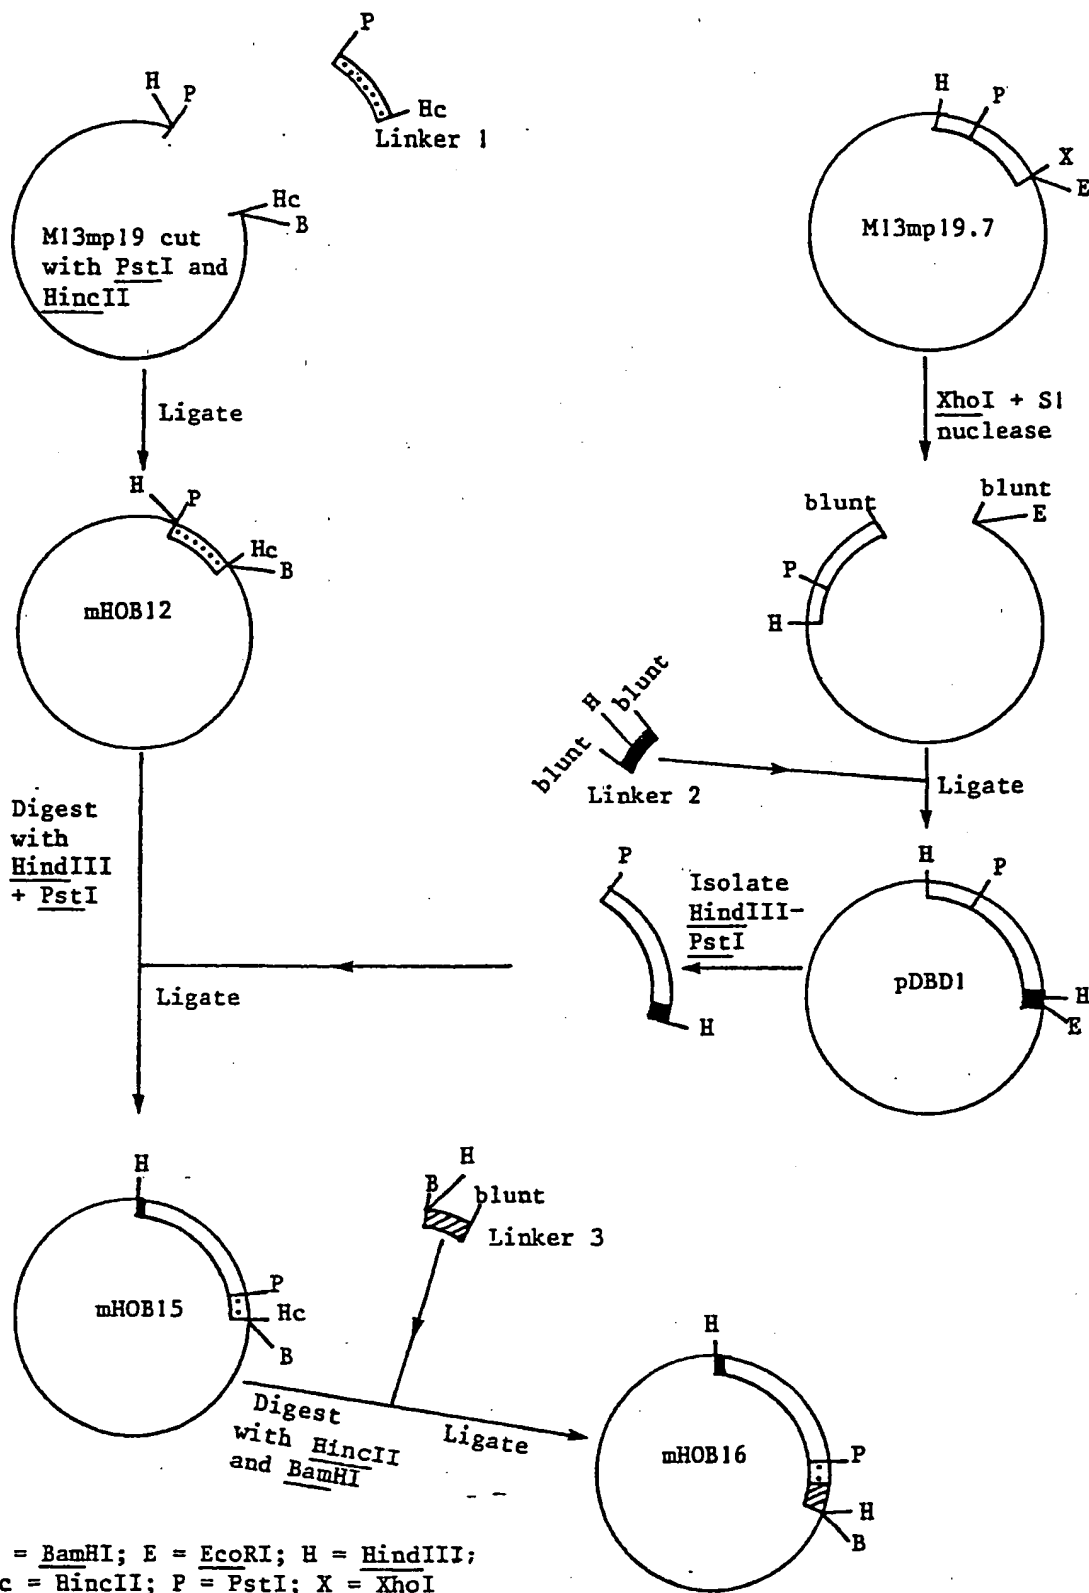 P
H
P
Hc
Linker 1
Hc
B
M13mp19 cut
with PstI and
HincII
H
P
X
E
M13mp19.7
Ligate
XhoI + S1
nuclease
H
P
Hc
B
mHOB12
blunt
blunt
E
P
H
H
blunt
blunt
Linker 2
Ligate
Digest
with
HindIII
+ PstI
P
Isolate
HindIII-
PstI
H
H
P
pDBD1
H
E
Ligate
H
mHOB15
P
Hc
B
H
B
blunt
Linker 3
Digest
with HincII
and BamHI
Ligate
H
mHOB16
P
H
B
= BamHI; E = EcoRI; H = HindIII;
c = HincII; P = PstI; X = XhoI